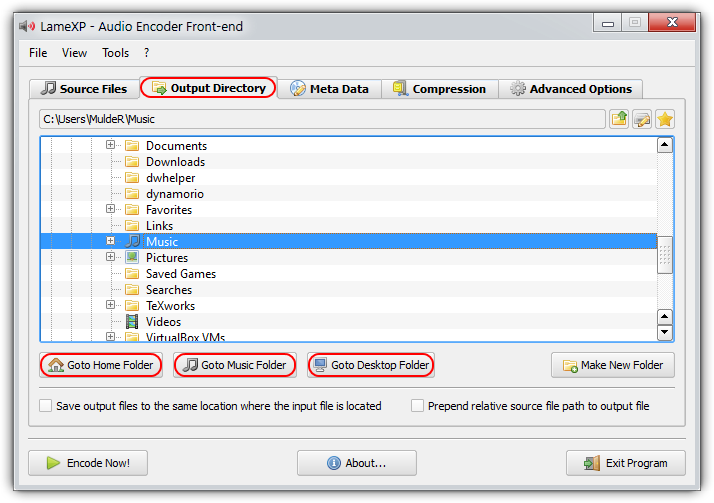 LameXP - Audio Encoder Front-end
File View Tools ?
Source Files Output Directory Meta Data Compression Advanced Options
C:\Users\MuldeR\Music
Documents
Downloads
dwhelper
dynamorio
Favorites
Links
Music
Pictures
Saved Games
Searches
TeXworks
Videos
VirtualBox VMs
Goto Home Folder Goto Music Folder Goto Desktop Folder Make New Folder
Save output files to the same location where the input file is located Prepend relative source file path to output file
Encode Now! About... Exit Program